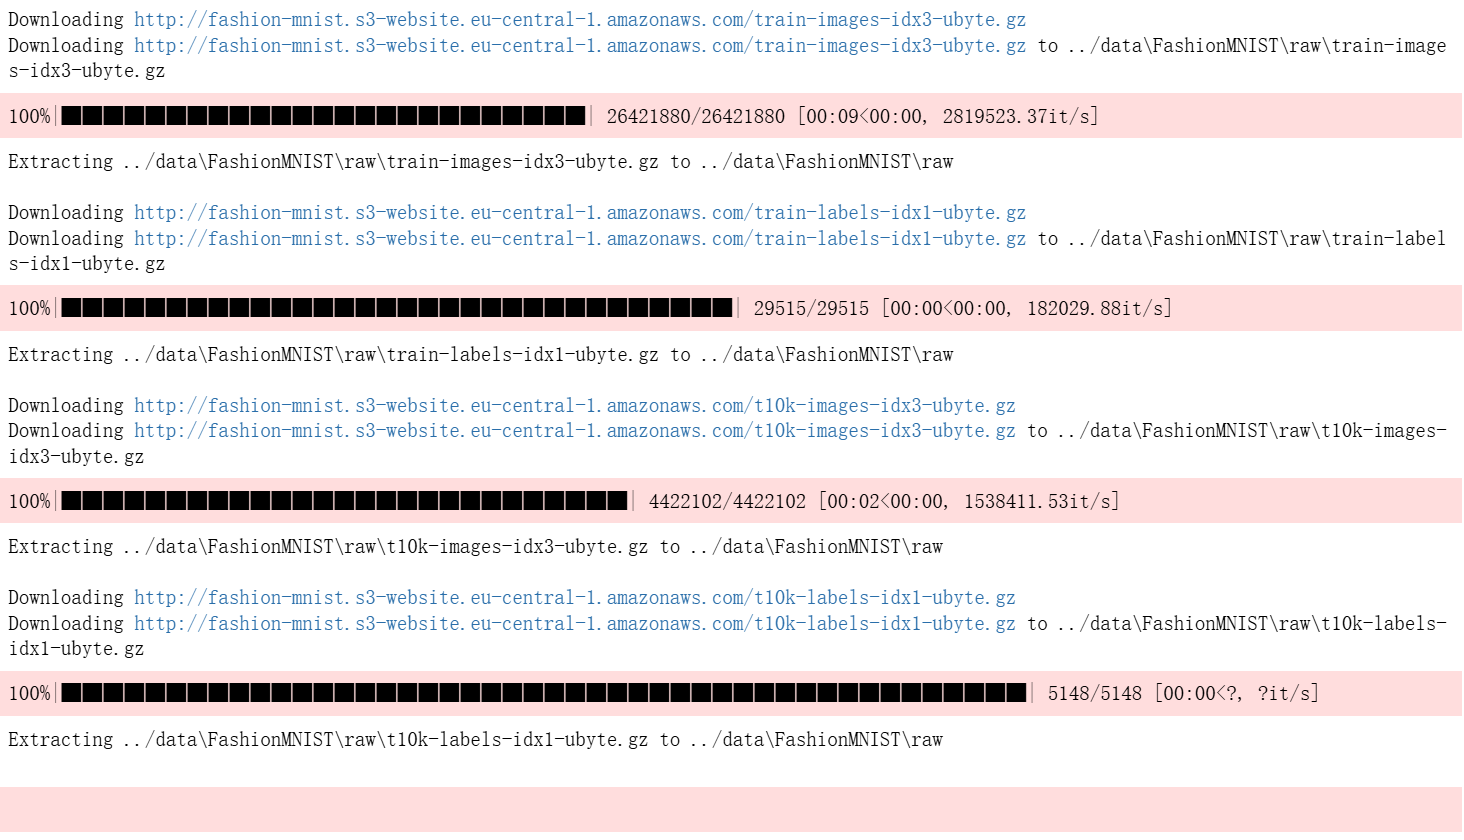 Downloading http://fashion-mnist.s3-website.eu-central-1.amazonaws.com/train-images-idx3-ubyte.gz
Downloading http://fashion-mnist.s3-website.eu-central-1.amazonaws.com/train-images-idx3-ubyte.gz to ../data\FashionMNIST\raw\train-image
s-idx3-ubyte.gz
100%|██████████████████████████| 26421880/26421880 [00:09<00:00, 2819523.37it/s]
Extracting ../data\FashionMNIST\raw\train-images-idx3-ubyte.gz to ../data\FashionMNIST\raw
Downloading http://fashion-mnist.s3-website.eu-central-1.amazonaws.com/train-labels-idx1-ubyte.gz
Downloading http://fashion-mnist.s3-website.eu-central-1.amazonaws.com/train-labels-idx1-ubyte.gz to ../data\FashionMNIST\raw\train-label
s-idx1-ubyte.gz
100%|████████████████████████████████| 29515/29515 [00:00<00:00, 182029.88it/s]
Extracting ../data\FashionMNIST\raw\train-labels-idx1-ubyte.gz to ../data\FashionMNIST\raw
Downloading http://fashion-mnist.s3-website.eu-central-1.amazonaws.com/t10k-images-idx3-ubyte.gz
Downloading http://fashion-mnist.s3-website.eu-central-1.amazonaws.com/t10k-images-idx3-ubyte.gz to ../data\FashionMNIST\raw\t10k-images-
idx3-ubyte.gz
100%|███████████████████████████| 4422102/4422102 [00:02<00:00, 1538411.53it/s]
Extracting ../data\FashionMNIST\raw\t10k-images-idx3-ubyte.gz to ../data\FashionMNIST\raw
Downloading http://fashion-mnist.s3-website.eu-central-1.amazonaws.com/t10k-labels-idx1-ubyte.gz
Downloading http://fashion-mnist.s3-website.eu-central-1.amazonaws.com/t10k-labels-idx1-ubyte.gz to ../data\FashionMNIST\raw\t10k-labels-
idx1-ubyte.gz
100%|██████████████████████████████████████████████| 5148/5148 [00:00<?, ?it/s]
Extracting ../data\FashionMNIST\raw\t10k-labels-idx1-ubyte.gz to ../data\FashionMNIST\raw